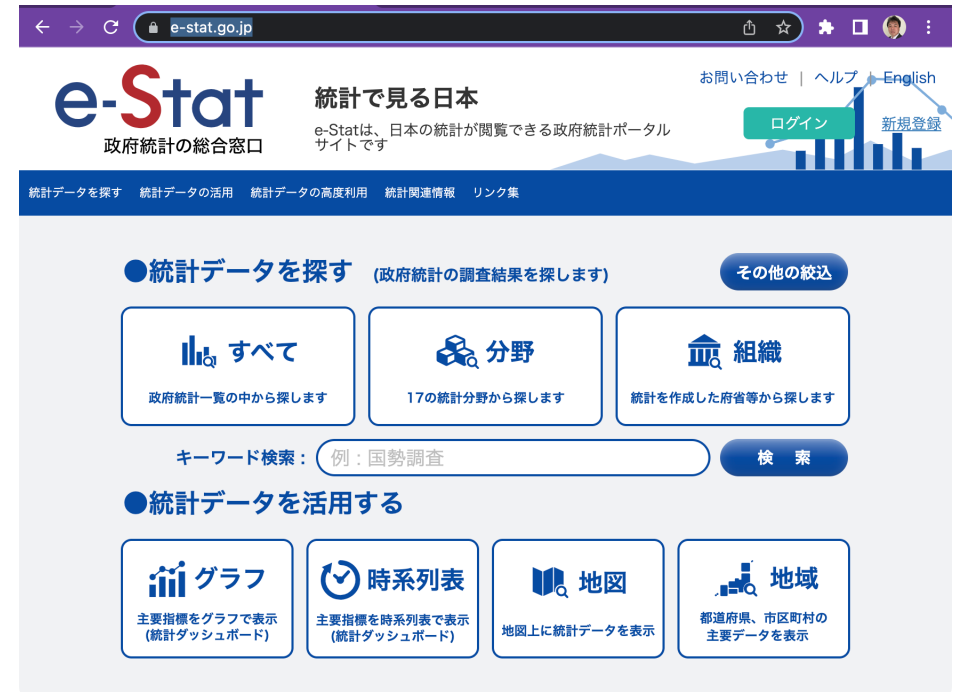 e-stat.go.jp
お問い合わせ | ヘルプ | English
e-Stat
政府統計の総合窓口
統計で見る日本
e-Statは、日本の統計が閲覧できる政府統計ポータル
サイトです
ログイン
新規登録
統計データを探す 統計データの活用 統計データの高度利用 統計関連情報 リンク集
●統計データを探す (政府統計の調査結果を探します)
その他の絞込
すべて
政府統計一覧の中から探します
分野
17の統計分野から探します
組織
統計を作成した府省等から探します
キーワード検索： 例：国勢調査
検 索
●統計データを活用する
グラフ
主要指標をグラフで表示
(統計ダッシュボード)
時系列表
主要指標を時系列表で表示
(統計ダッシュボード)
地図
地図上に統計データを表示
地域
都道府県、市区町村の
主要データを表示